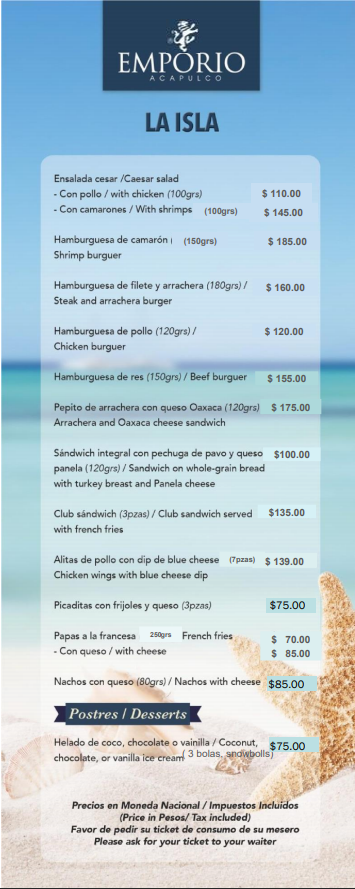 EMPORIO
ACAPULCO
LA ISLA
Ensalada cesar /Caesar salad
- Con pollo / with chicken (100grs) $ 110.00
- Con camarones / With shrimps (100grs) $ 145.00
Hamburguesa de camarón ( (150grs) $ 185.00
Shrimp burguer
Hamburguesa de filete y arrachera (180grs) / $ 160.00
Steak and arrachera burger
Hamburguesa de pollo (120grs) / $ 120.00
Chicken burguer
Hamburguesa de res (150grs) / Beef burguer $ 155.00
Pepito de arrachera con queso Oaxaca (120grs) $ 175.00
Arrachera and Oaxaca cheese sandwich
Sándwich integral con pechuga de pavo y queso $100.00
panela (120grs) / Sandwich on whole-grain bread
with turkey breast and Panela cheese
Club sándwich (3pzas) / Club sandwich served $135.00
with french fries
Alitas de pollo con dip de blue cheese (7pzas) $ 139.00
Chicken wings with blue cheese dip
Picaditas con frijoles y queso (3pzas) $75.00
Papas a la francesa 250grs French fries $ 70.00
- Con queso / with cheese $ 85.00
Nachos con queso (80grs) / Nachos with cheese $85.00
Postres / Desserts
Helado de coco, chocolate o vainilla / Coconut, $75.00
chocolate, or vanilla ice cream ( 3 bolas, snowbolls)
Precios en Moneda Nacional / Impuestos Incluidos
(Price in Pesos/ Tax included)
Favor de pedir su ticket de consumo de su mesero
Please ask for your ticket to your waiter